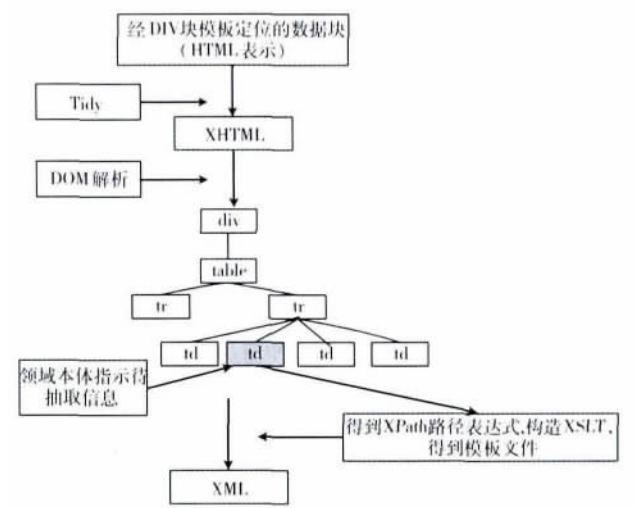 经DIV块模板定位的数据块
(HTML表示)
Tidy
XHTML
DOM解析
div
table
tr
tr
td
td
td
td
领域本体指示待
抽取信息
得到XPath路径表达式,构造XSLT,
得到模板文件
XML